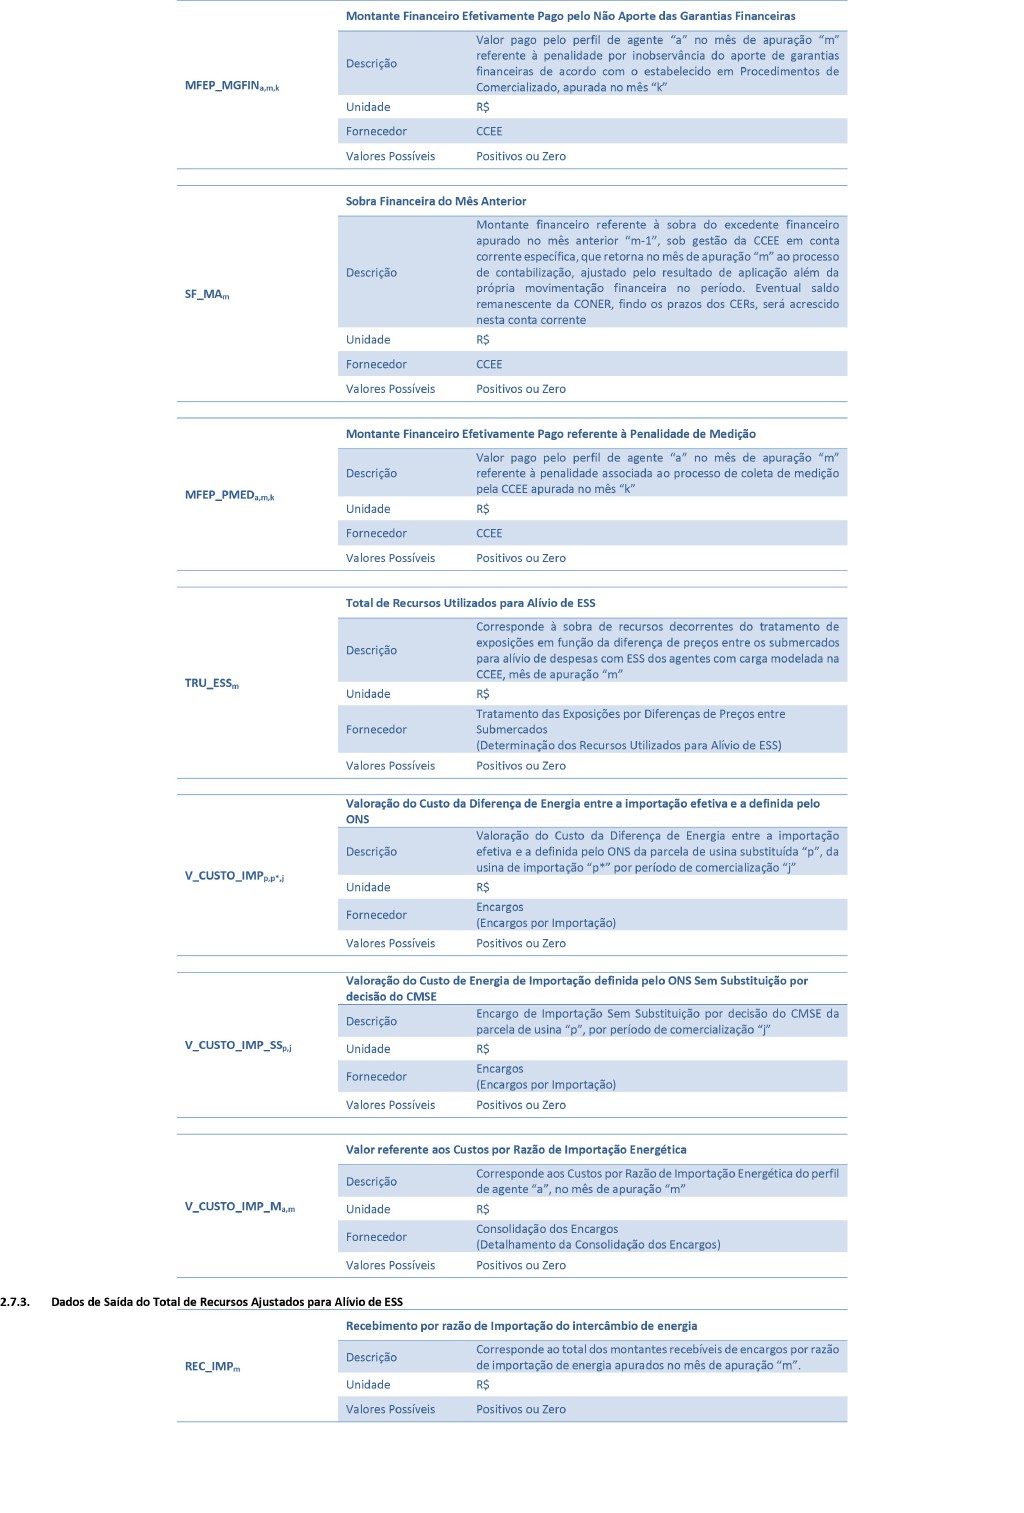 Montante Financeiro Efetivamente Pago pelo Não Aporte das Garantias Financeiras
MFEP_MGFINa,m,k
Descrição
Valor pago pelo perfil de agente “a” no mês de apuração “m”
referente à penalidade por inobservância do aporte de garantias
financeiras de acordo com o estabelecido em Procedimentos de
Comercializado, apurada no mês “k”
Unidade R$
Fornecedor CCEE
Valores Possíveis Positivos ou Zero
Sobra Financeira do Mês Anterior
SF_MAm
Descrição
Montante financeiro referente à sobra do excedente financeiro
apurado no mês anterior “m-1”, sob gestão da CCEE em conta
corrente específica, que retorna no mês de apuração “m” ao processo
de contabilização, ajustado pelo resultado de aplicação além da
própria movimentação financeira no período. Eventual saldo
remanescente da CONER, findo os prazos dos CERs, será acrescido
nesta conta corrente
Unidade R$
Fornecedor CCEE
Valores Possíveis Positivos ou Zero
Montante Financeiro Efetivamente Pago referente à Penalidade de Medição
MFEP_PMEDa,m,k
Descrição
Valor pago pelo perfil de agente “a” no mês de apuração “m”
referente à penalidade associada ao processo de coleta de medição
pela CCEE apurada no mês “k”
Unidade R$
Fornecedor CCEE
Valores Possíveis Positivos ou Zero
Total de Recursos Utilizados para Alívio de ESS
TRU_ESSm
Descrição
Corresponde à sobra de recursos decorrentes do tratamento de
exposições em função da diferença de preços entre os submercados
para alívio de despesas com ESS dos agentes com carga modelada na
CCEE, mês de apuração “m”
Unidade R$
Fornecedor
Tratamento das Exposições por Diferenças de Preços entre
Submercados
(Determinação dos Recursos Utilizados para Alívio de ESS)
Valores Possíveis Positivos ou Zero
Valoração do Custo da Diferença de Energia entre a importação efetiva e a definida pelo
ONS
V_CUSTO_IMPp,p*,j
Descrição
Valoração do Custo da Diferença de Energia entre a importação
efetiva e a definida pelo ONS da parcela de usina substituída “p”, da
usina de importação “p*” por período de comercialização “j”
Unidade R$
Fornecedor
Encargos
(Encargos por Importação)
Valores Possíveis Positivos ou Zero
Valoração do Custo de Energia de Importação definida pelo ONS Sem Substituição por
decisão do CMSE
V_CUSTO_IMP_SSp,j
Descrição
Encargo de Importação Sem Substituição por decisão do CMSE da
parcela de usina “p”, por período de comercialização “j”
Unidade R$
Fornecedor
Encargos
(Encargos por Importação)
Valores Possíveis Positivos ou Zero
Valor referente aos Custos por Razão de Importação Energética
V_CUSTO_IMP_Ma,m
Descrição
Corresponde aos Custos por Razão de Importação Energética do perfil
de agente “a”, no mês de apuração “m”
Unidade R$
Fornecedor
Consolidação dos Encargos
(Detalhamento da Consolidação dos Encargos)
Valores Possíveis Positivos ou Zero
2.7.3. Dados de Saída do Total de Recursos Ajustados para Alívio de ESS
Recebimento por razão de Importação do intercâmbio de energia
REC_IMPm
Descrição
Corresponde ao total dos montantes recebíveis de encargos por razão
de importação de energia apurados no mês de apuração “m”.
Unidade R$
Valores Possíveis Positivos ou Zero